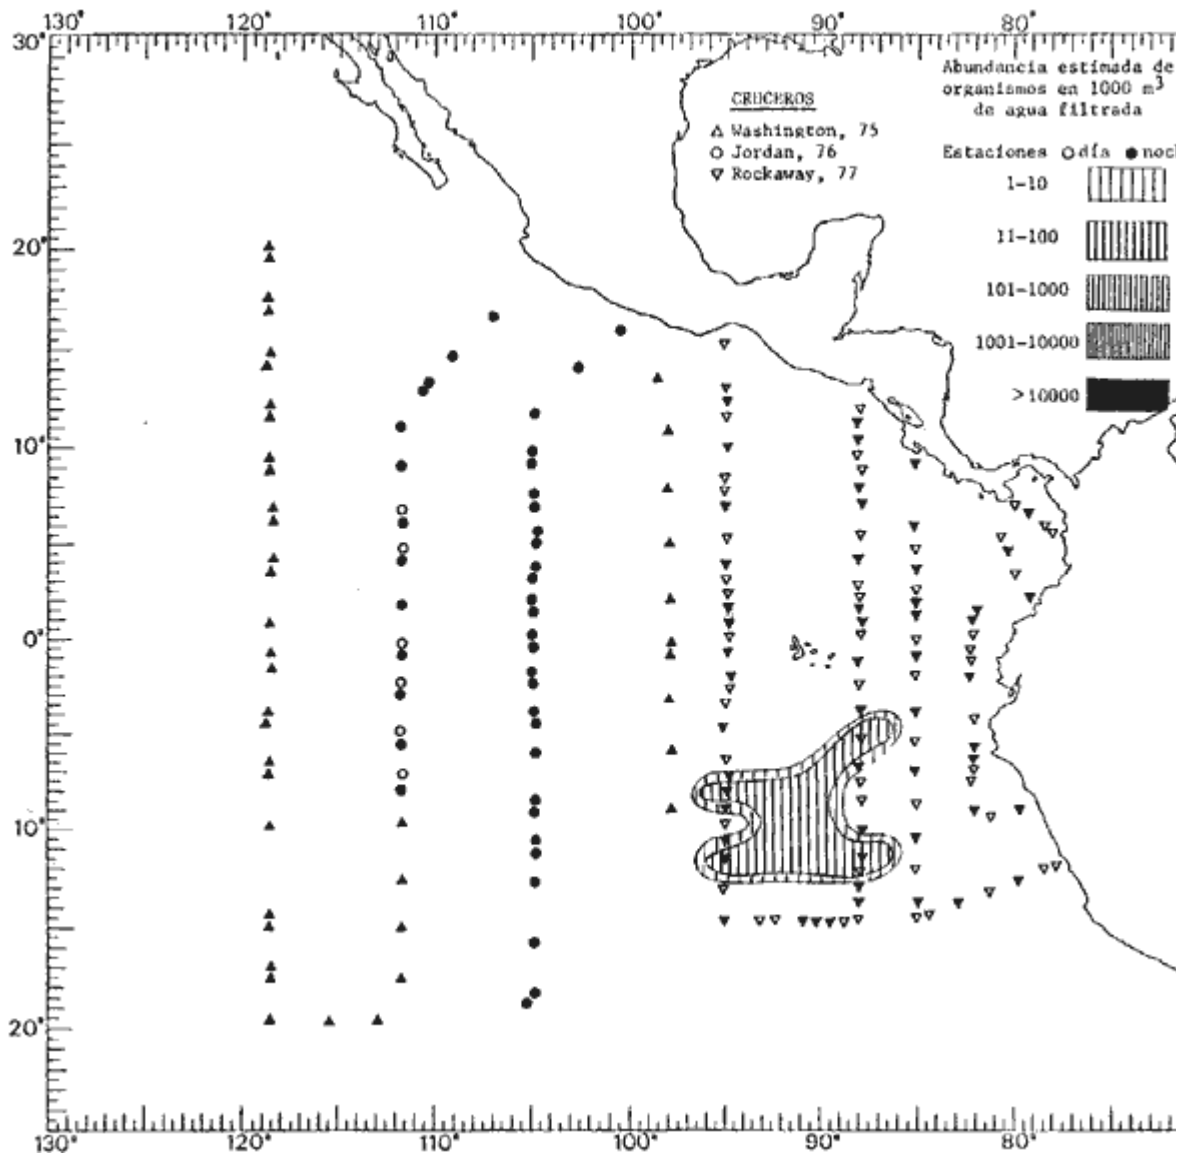 130° 120° 110° 100° 90° 80°
30°
20°
10°
0°
10°
20°
130° 120° 110° 100° 90° 80°
CRUCEROS
△ Washington, 75
○ Jordan, 76
▽ Rockaway, 77
Abundancia estimada de
organismos en 1000 m³
de agua filtrada
Estaciones ○ día ● noc
1-10
11-100
101-1000
1001-10000
>10000